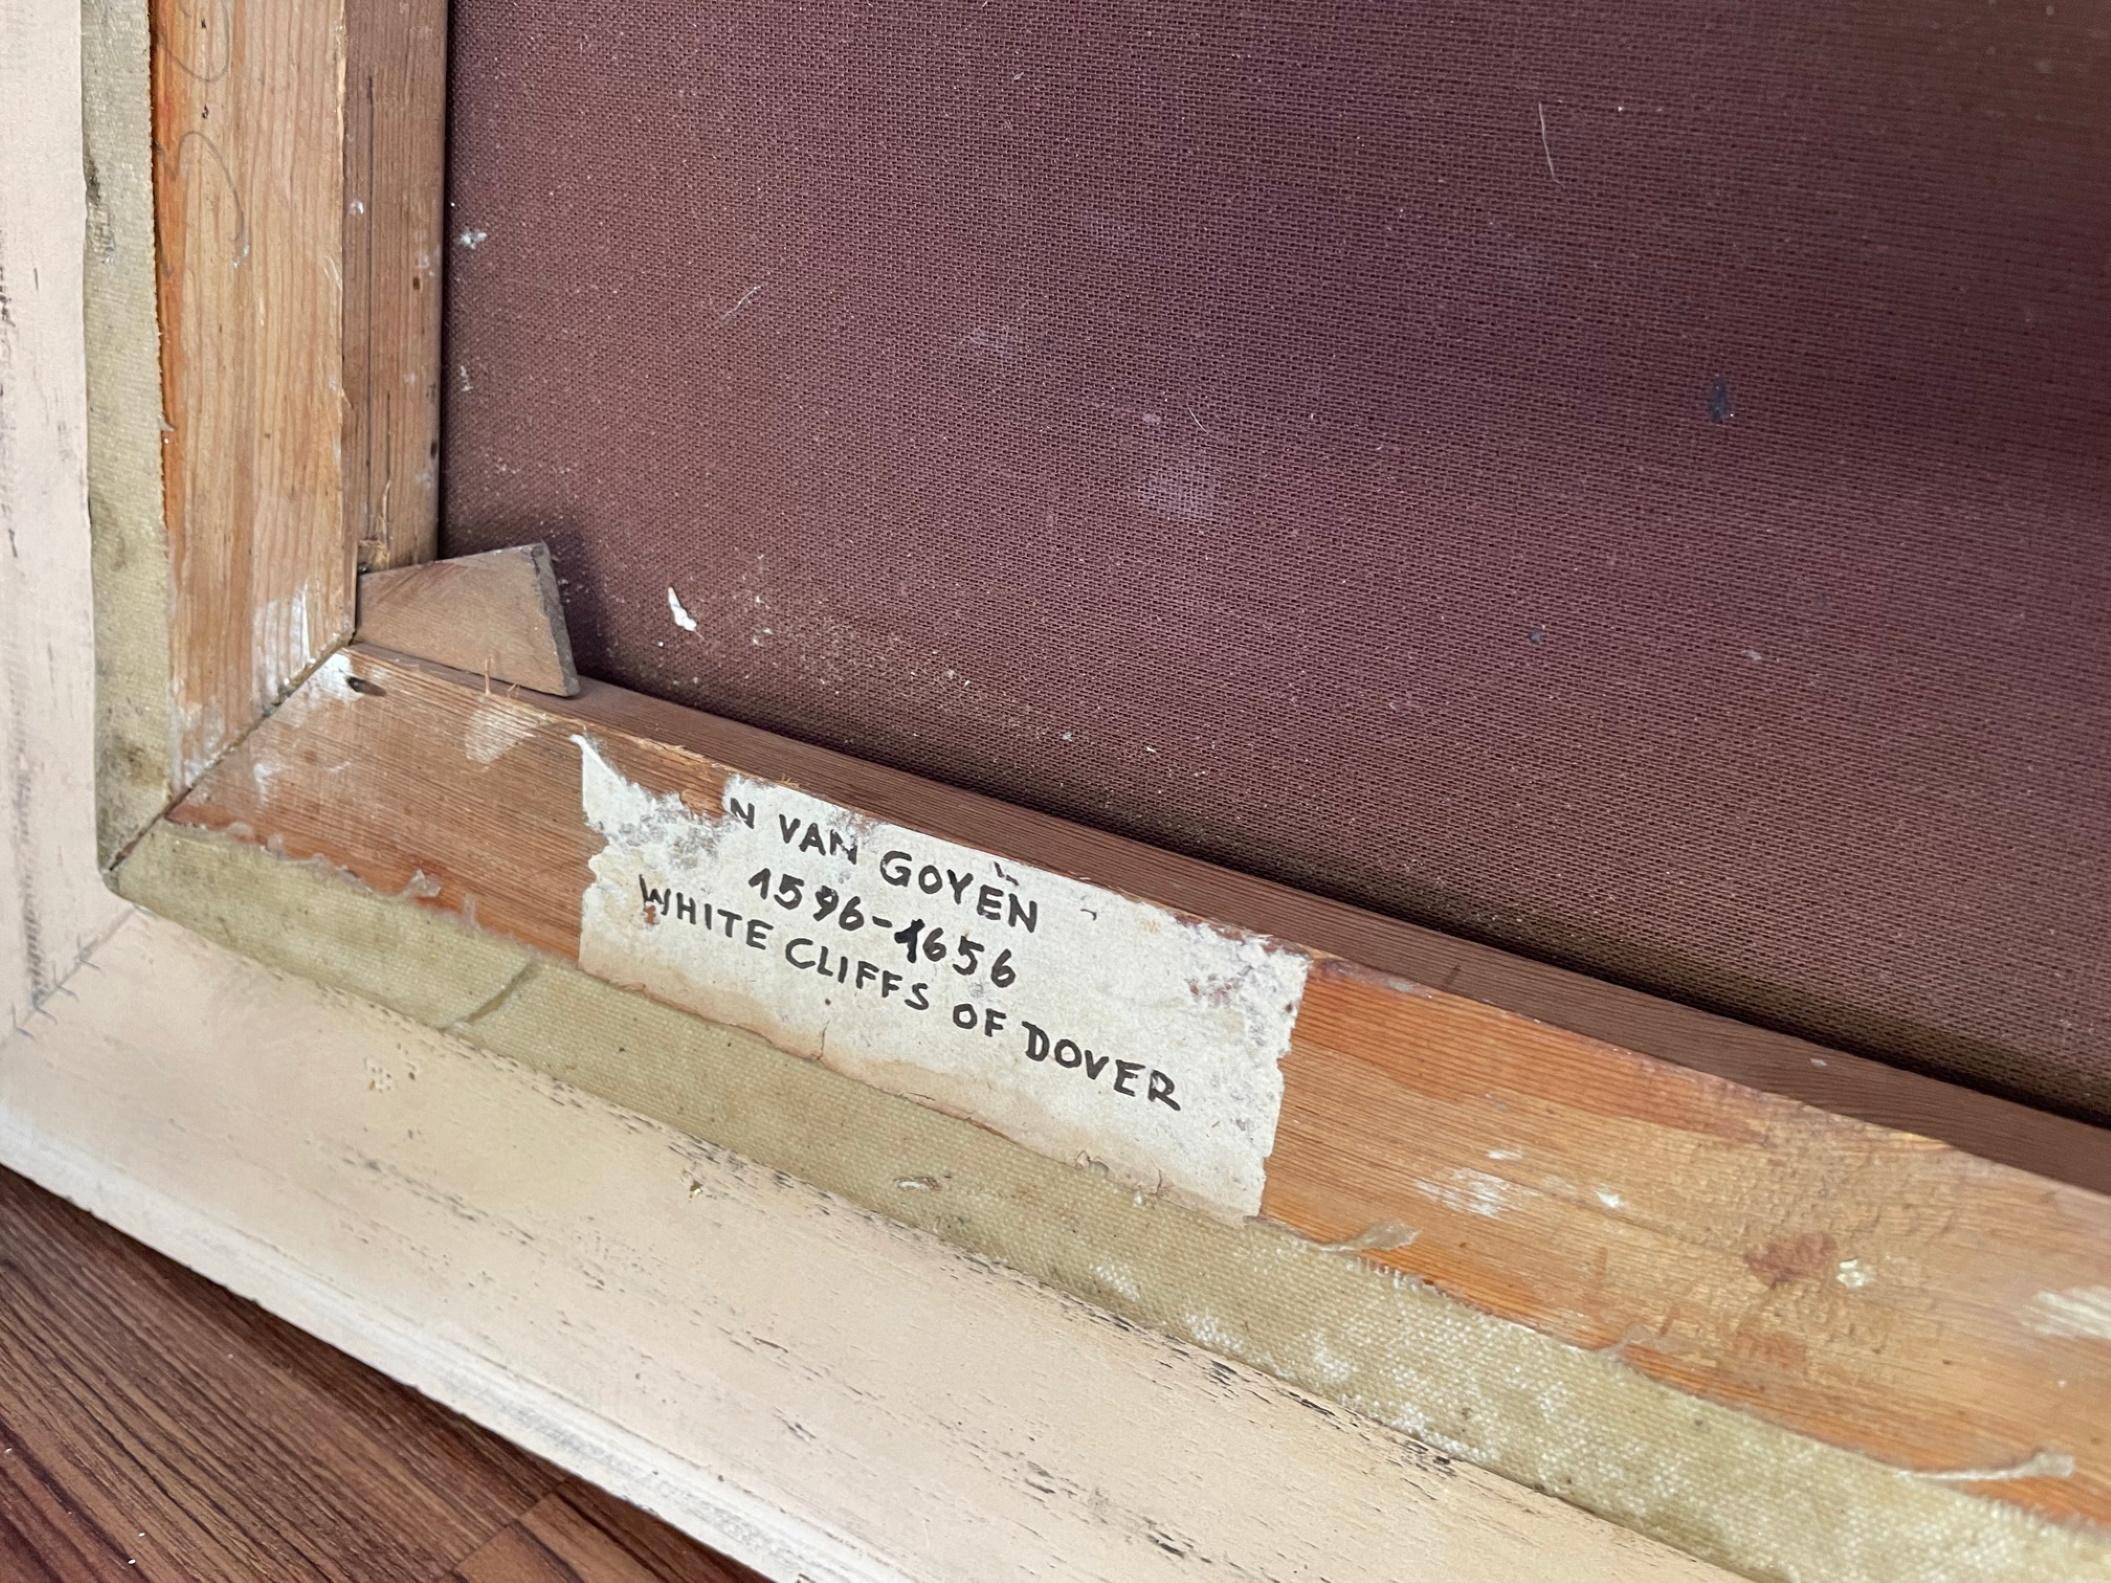 N VAN GOYEN
1596-1656
WHITE CLIFFS OF DOVER